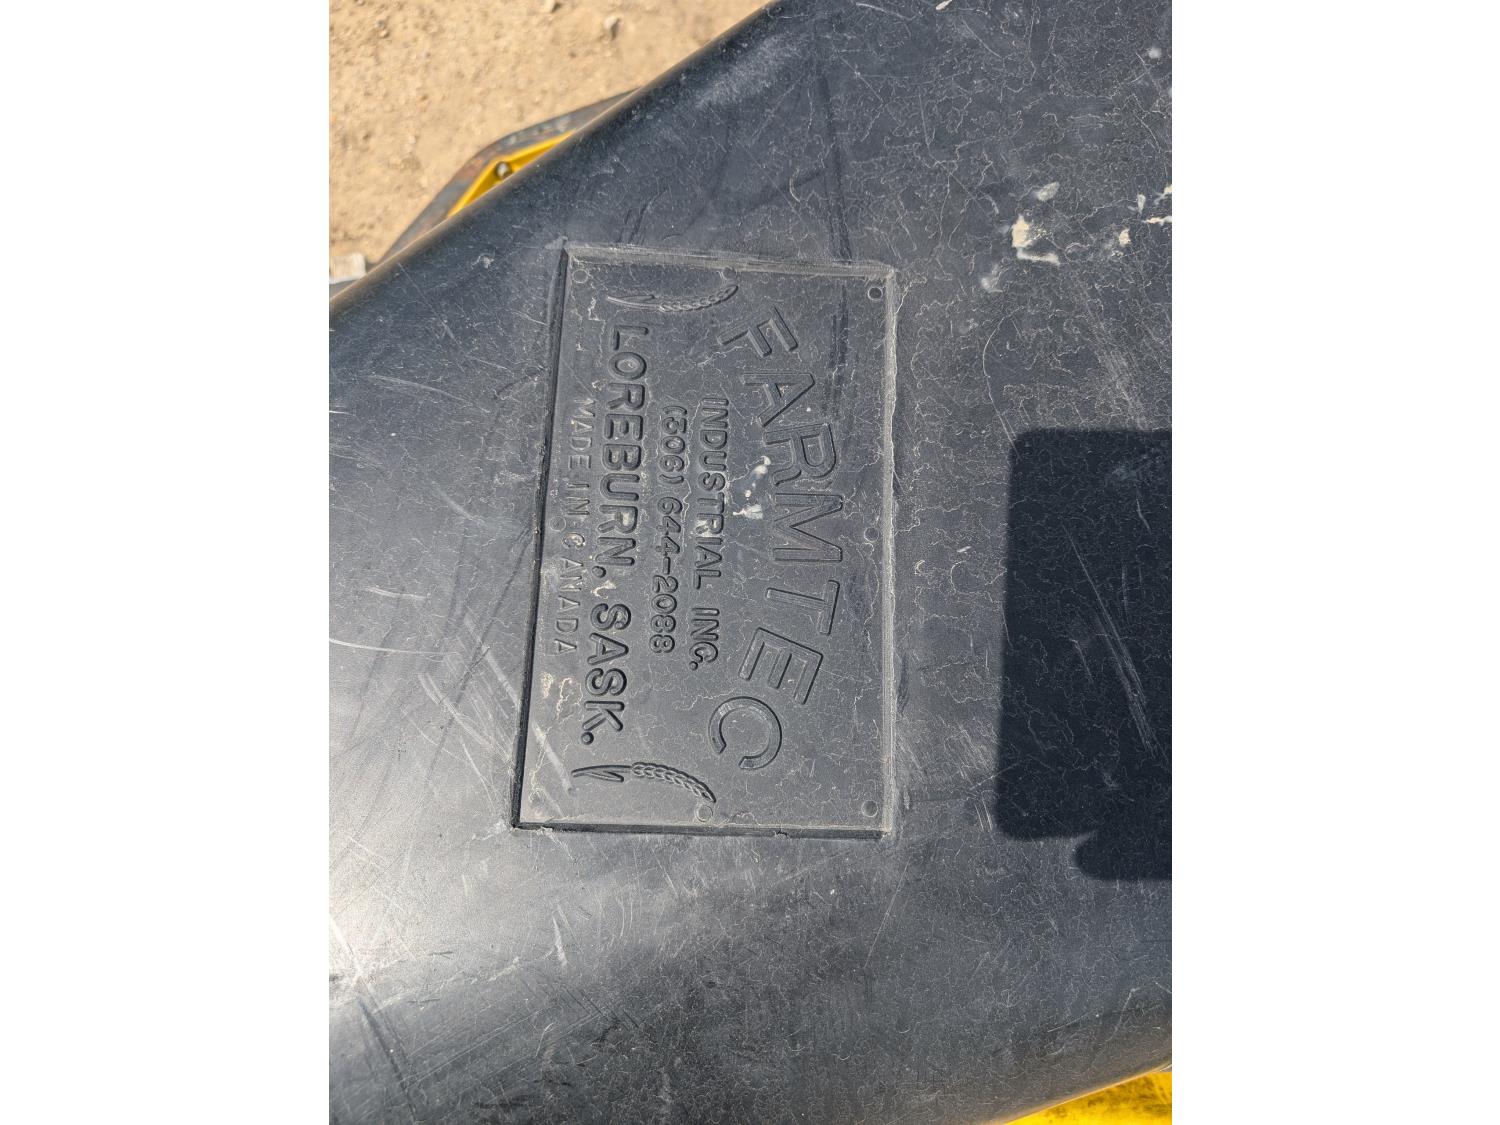 FARMTEC
INDUSTRIAL INC.
(306) 644-2088
LOREBURN, SASK.
MADE IN CANADA